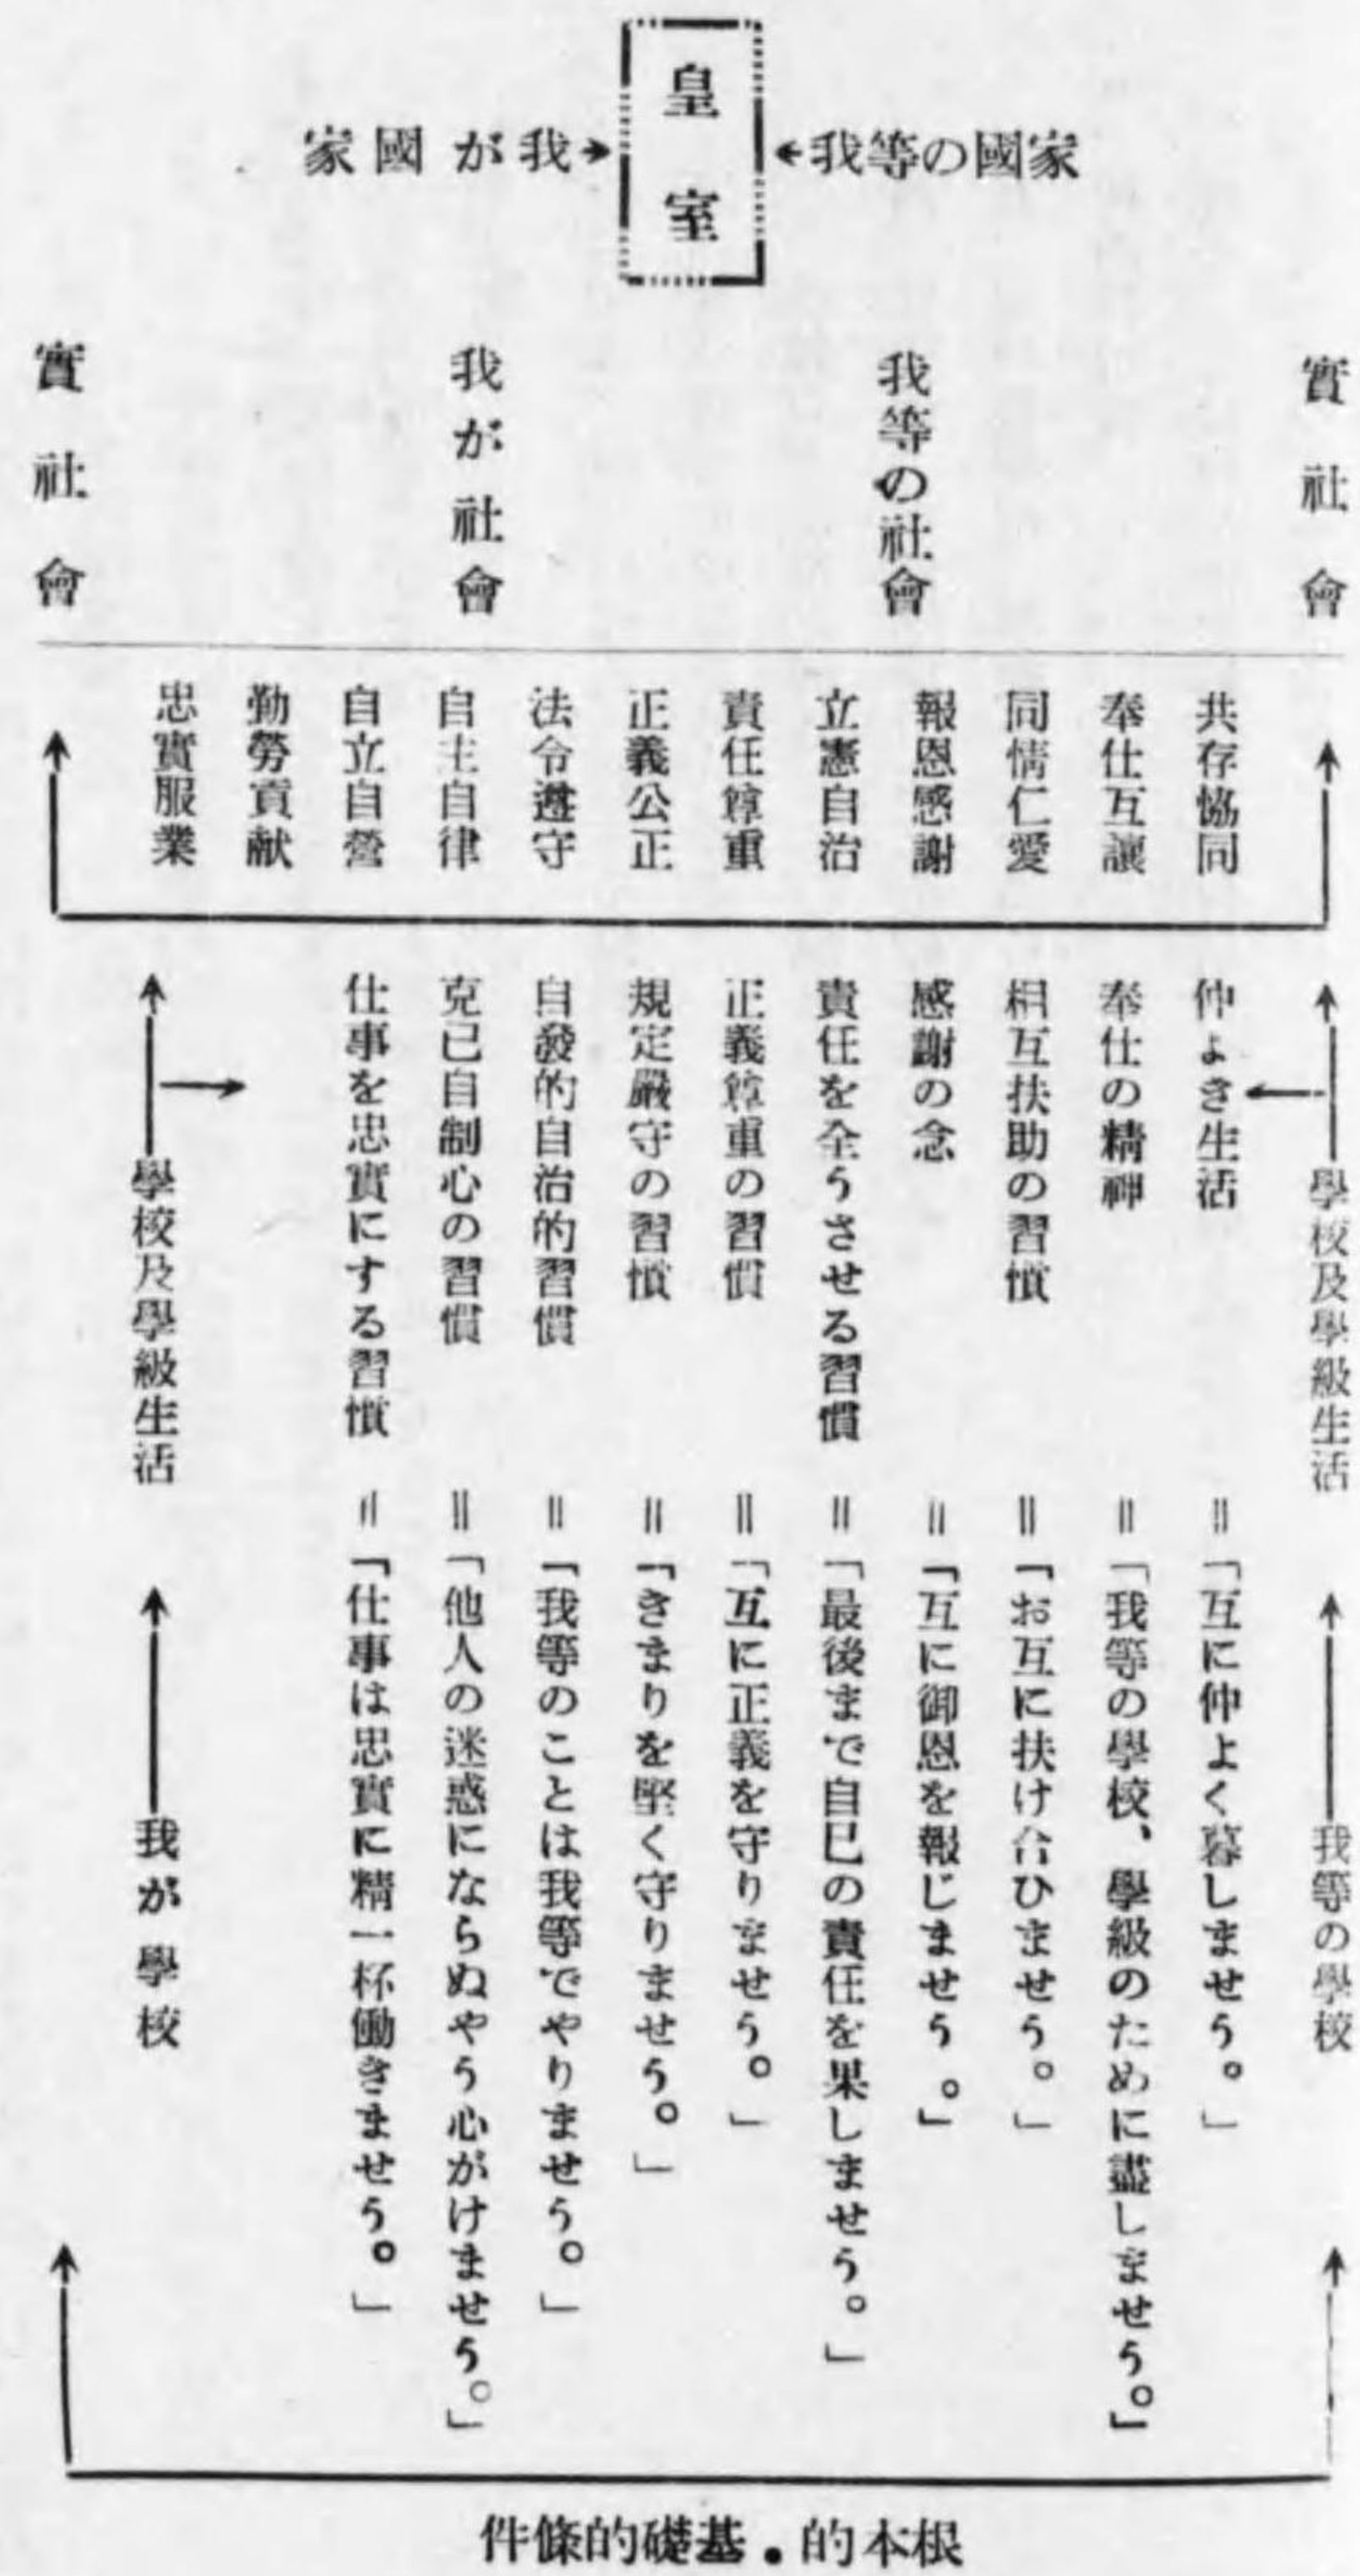 皇室
我等の國家
我が國家
實社會
我等の社會
我が社會
實社會
共存協同
奉仕互讓
同情仁愛
報恩感謝
立憲自治
責任尊重
正義公正
法令遵守
自主自律
自立自營
勤勞貢献
忠實服業
學校及學級生活
仲よき生活
奉仕の精神
相互扶助の習慣
感謝の念
責任を全うさせる習慣
正義尊重の習慣
規定嚴守の習慣
自發的自治的習慣
克己自制心の習慣
仕事を忠實にする習慣
學校及學級生活
我等の學校
=「互に仲よく暮しませう。」
=「我等の學校、學級のために盡しませう。」
=「お互に扶け合ひませう。」
=「互に御恩を報じませう。」
=「最後まで自己の責任を果しませう。」
=「互に正義を守りませう。」
=「きまりを堅く守りませう。」
=「我等のことは我等でやりませう。」
=「他人の迷惑にならぬやう心がけませう。」
=「仕事は忠實に精一杯働きませう。」
我が學校
根本的・基礎的條件